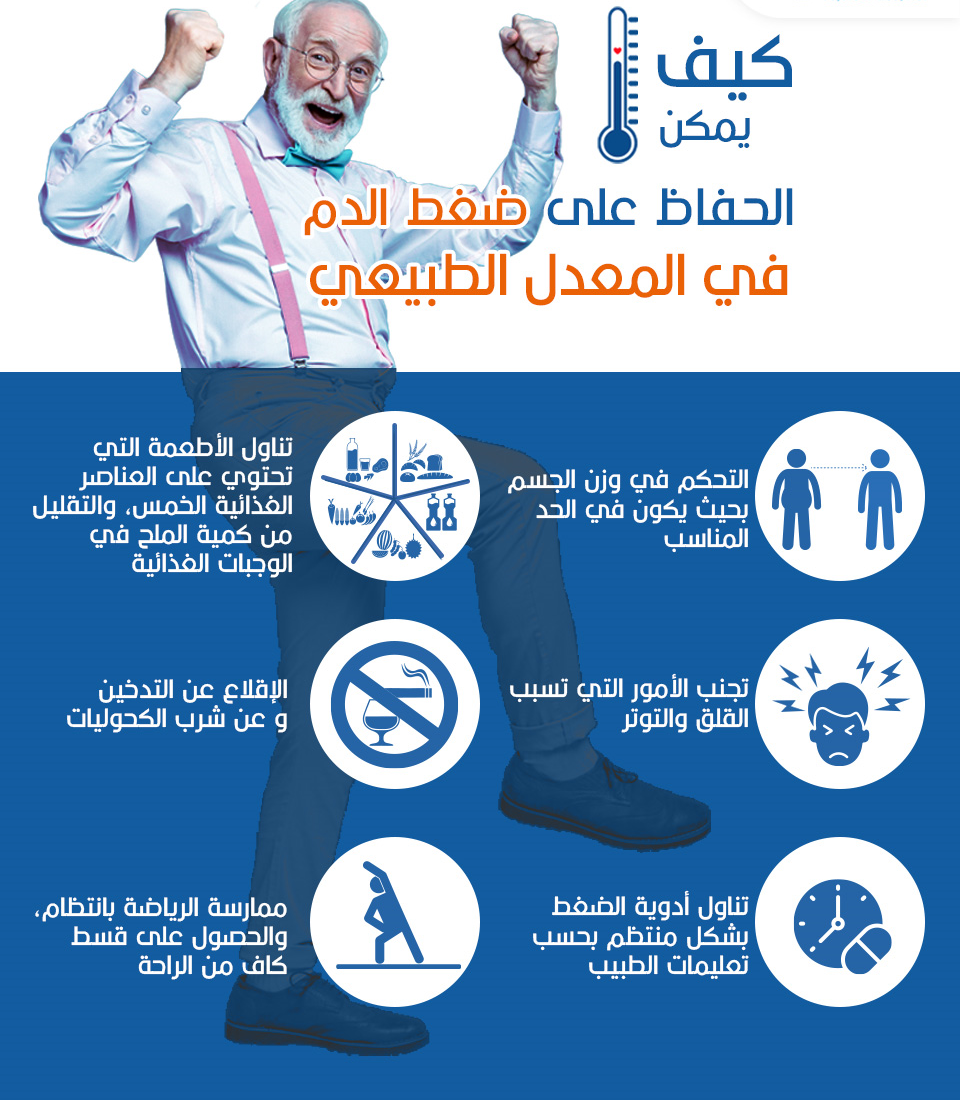 كيف
يمكن
الحفاظ على ضغط الدم
في المعدل الطبيعي
التحكم في وزن الجسم
بحيث يكون في الحد
المناسب
تناول الأطعمة التي
تحتوي على العناصر
الغذائية الخمس، والتقليل
من كمية الملح في
الوجبات الغذائية
تجنب الأمور التي تسبب
القلق والتوتر
الإقلاع عن التدخين
و عن شرب الكحوليات
تناول أدوية الضغط
بشكل منتظم بحسب
تعليمات الطبيب
ممارسة الرياضة بانتظام،
والحصول على قسط
كاف من الراحة